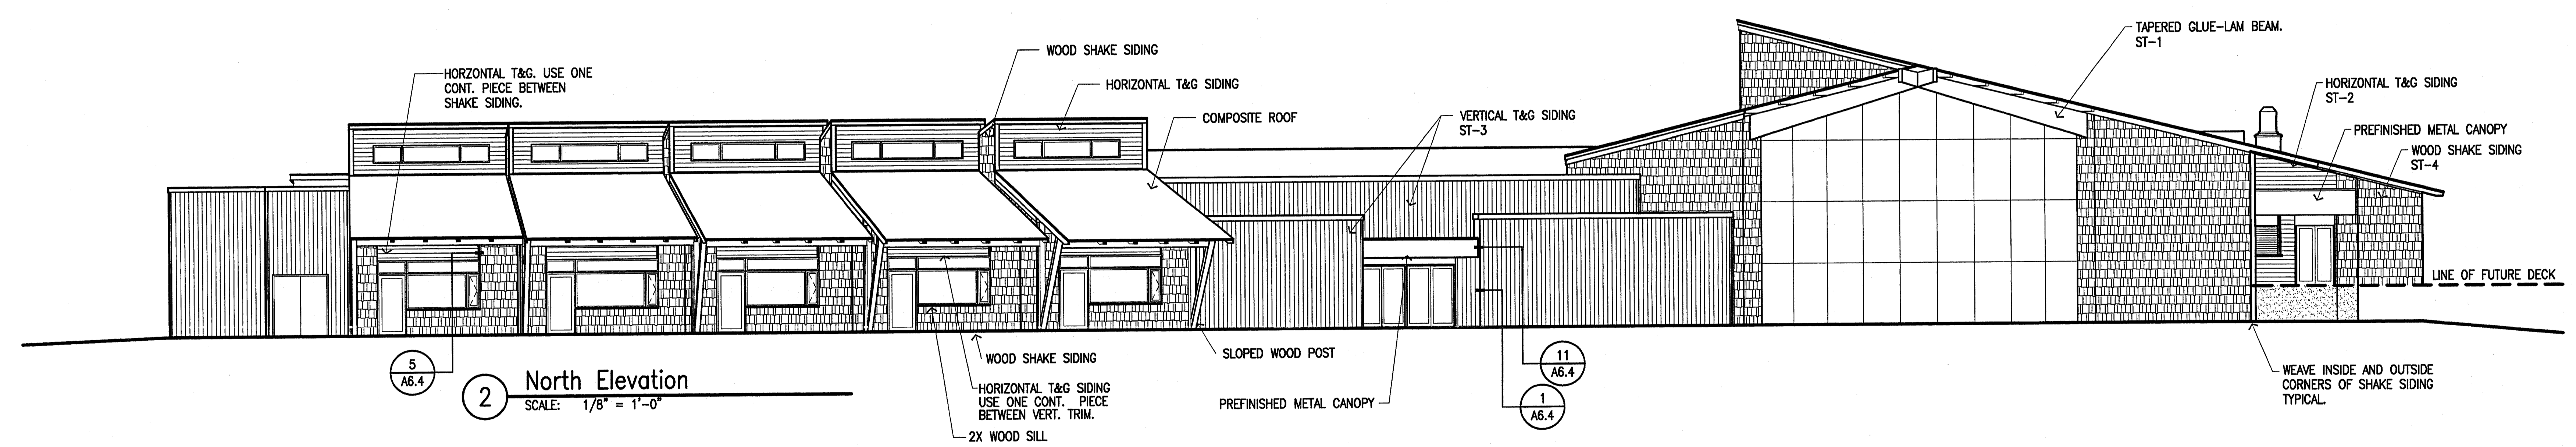 HORZONTAL T&G. USE ONE
CONT. PIECE BETWEEN
SHAKE SIDING.
WOOD SHAKE SIDING
HORIZONTAL T&G SIDING
COMPOSITE ROOF
VERTICAL T&G SIDING
ST-3
TAPERED GLUE-LAM BEAM.
ST-1
HORIZONTAL T&G SIDING
ST-2
PREFINISHED METAL CANOPY
WOOD SHAKE SIDING
ST-4
LINE OF FUTURE DECK
5
A6.4
2
North Elevation
SCALE: 1/8" = 1'-0"
WOOD SHAKE SIDING
HORIZONTAL T&G SIDING
USE ONE CONT. PIECE
BETWEEN VERT. TRIM.
2X WOOD SILL
SLOPED WOOD POST
PREFINISHED METAL CANOPY
11
A6.4
1
A6.4
WEAVE INSIDE AND OUTSIDE
CORNERS OF SHAKE SIDING
TYPICAL.